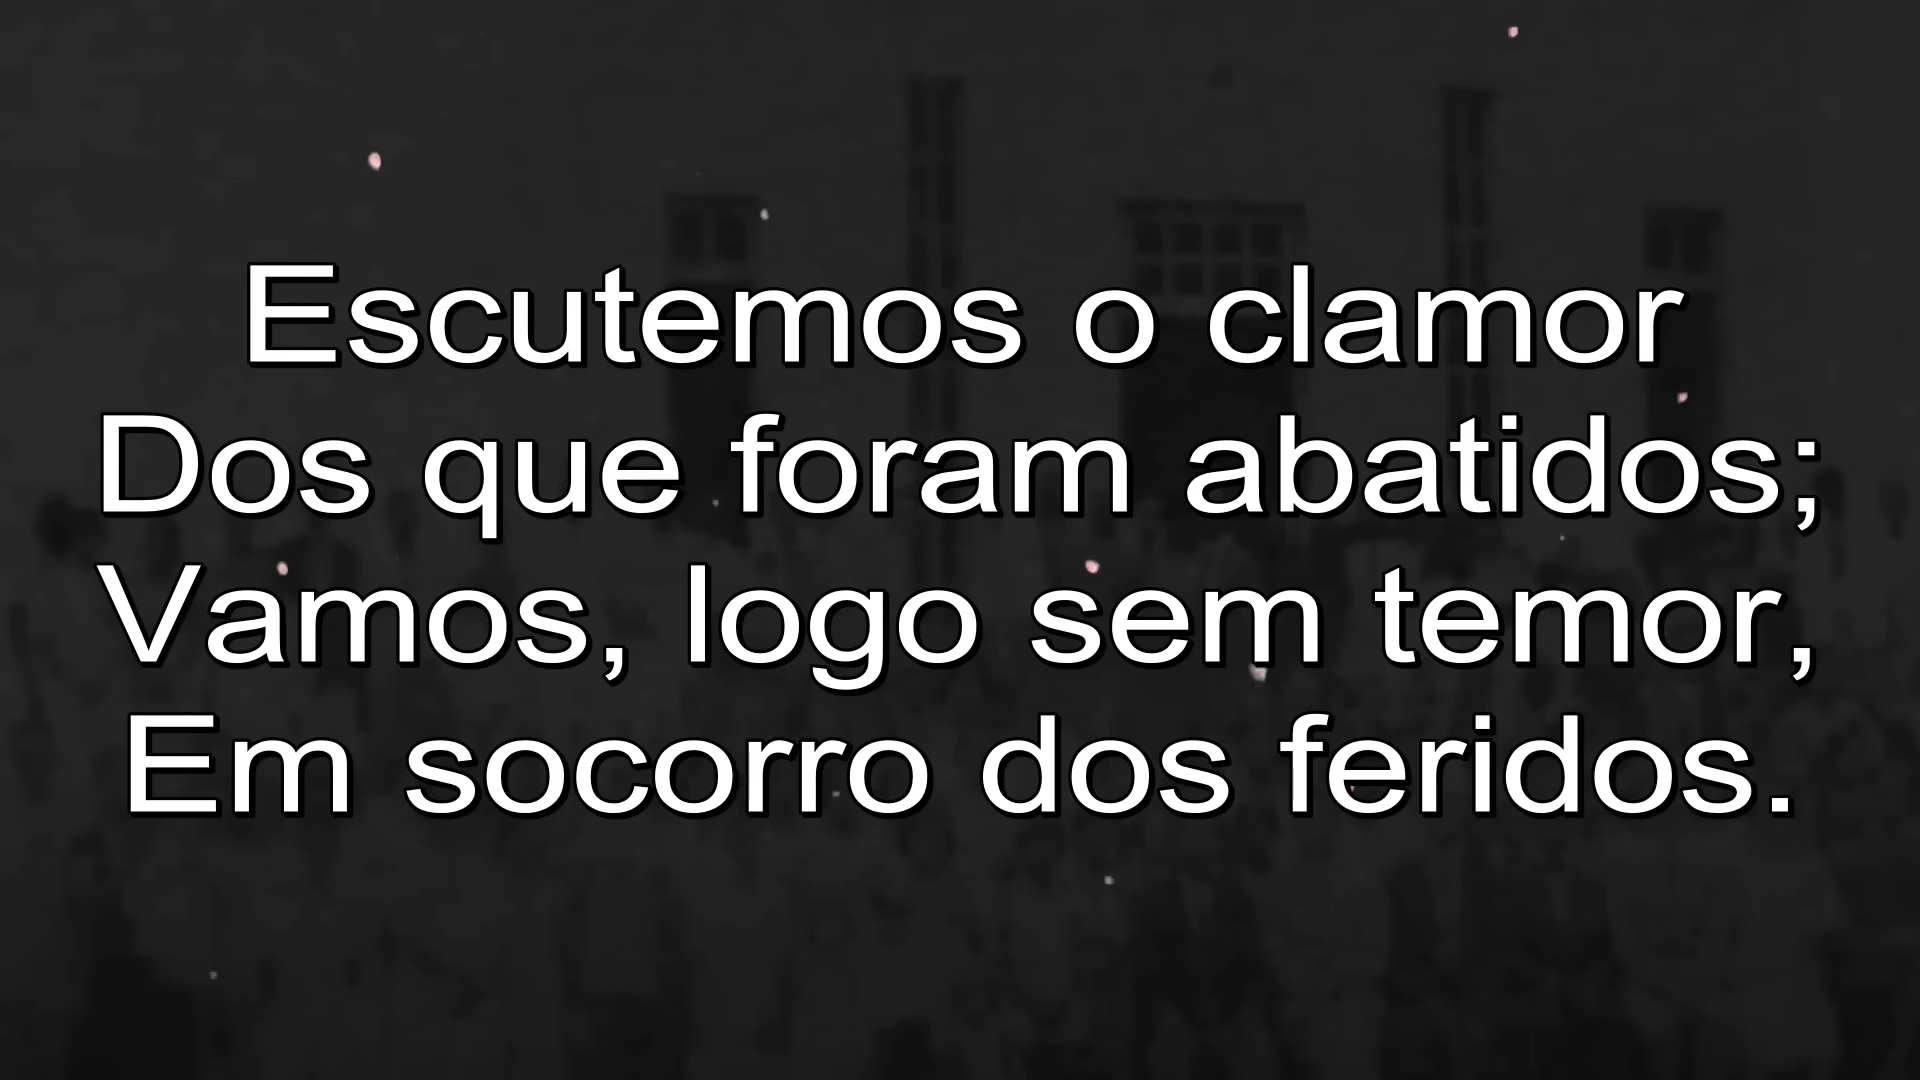 Escutemos o clamor
Dos que foram abatidos;
Vamos, logo sem temor,
Em socorro dos feridos.